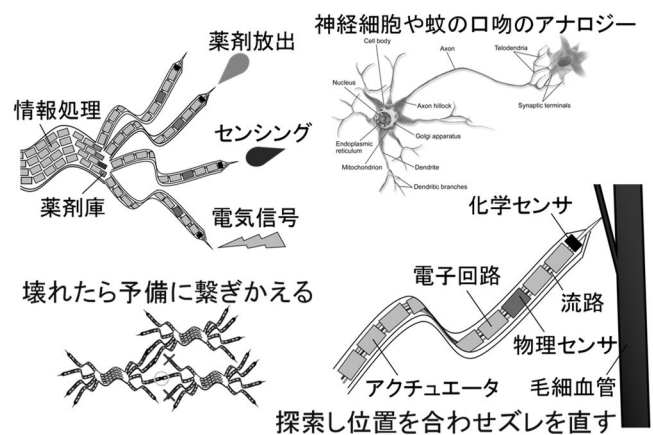 神経細胞や蚊の口吻のアナロジー
薬剤放出
情報処理
センシング
薬剤庫
電気信号
Cell body
Axon
Telodendria
Nucleus
Axon hillock
Synaptic terminals
Golgi apparatus
Endoplasmic
reticulum
Mitochondrion
Dendrite
Dendritic branches
化学センサ
電子回路
流路
物理センサ
アクチュエータ
毛細血管
壊れたら予備に繋ぎかえる
探索し位置を合わせズレを直す